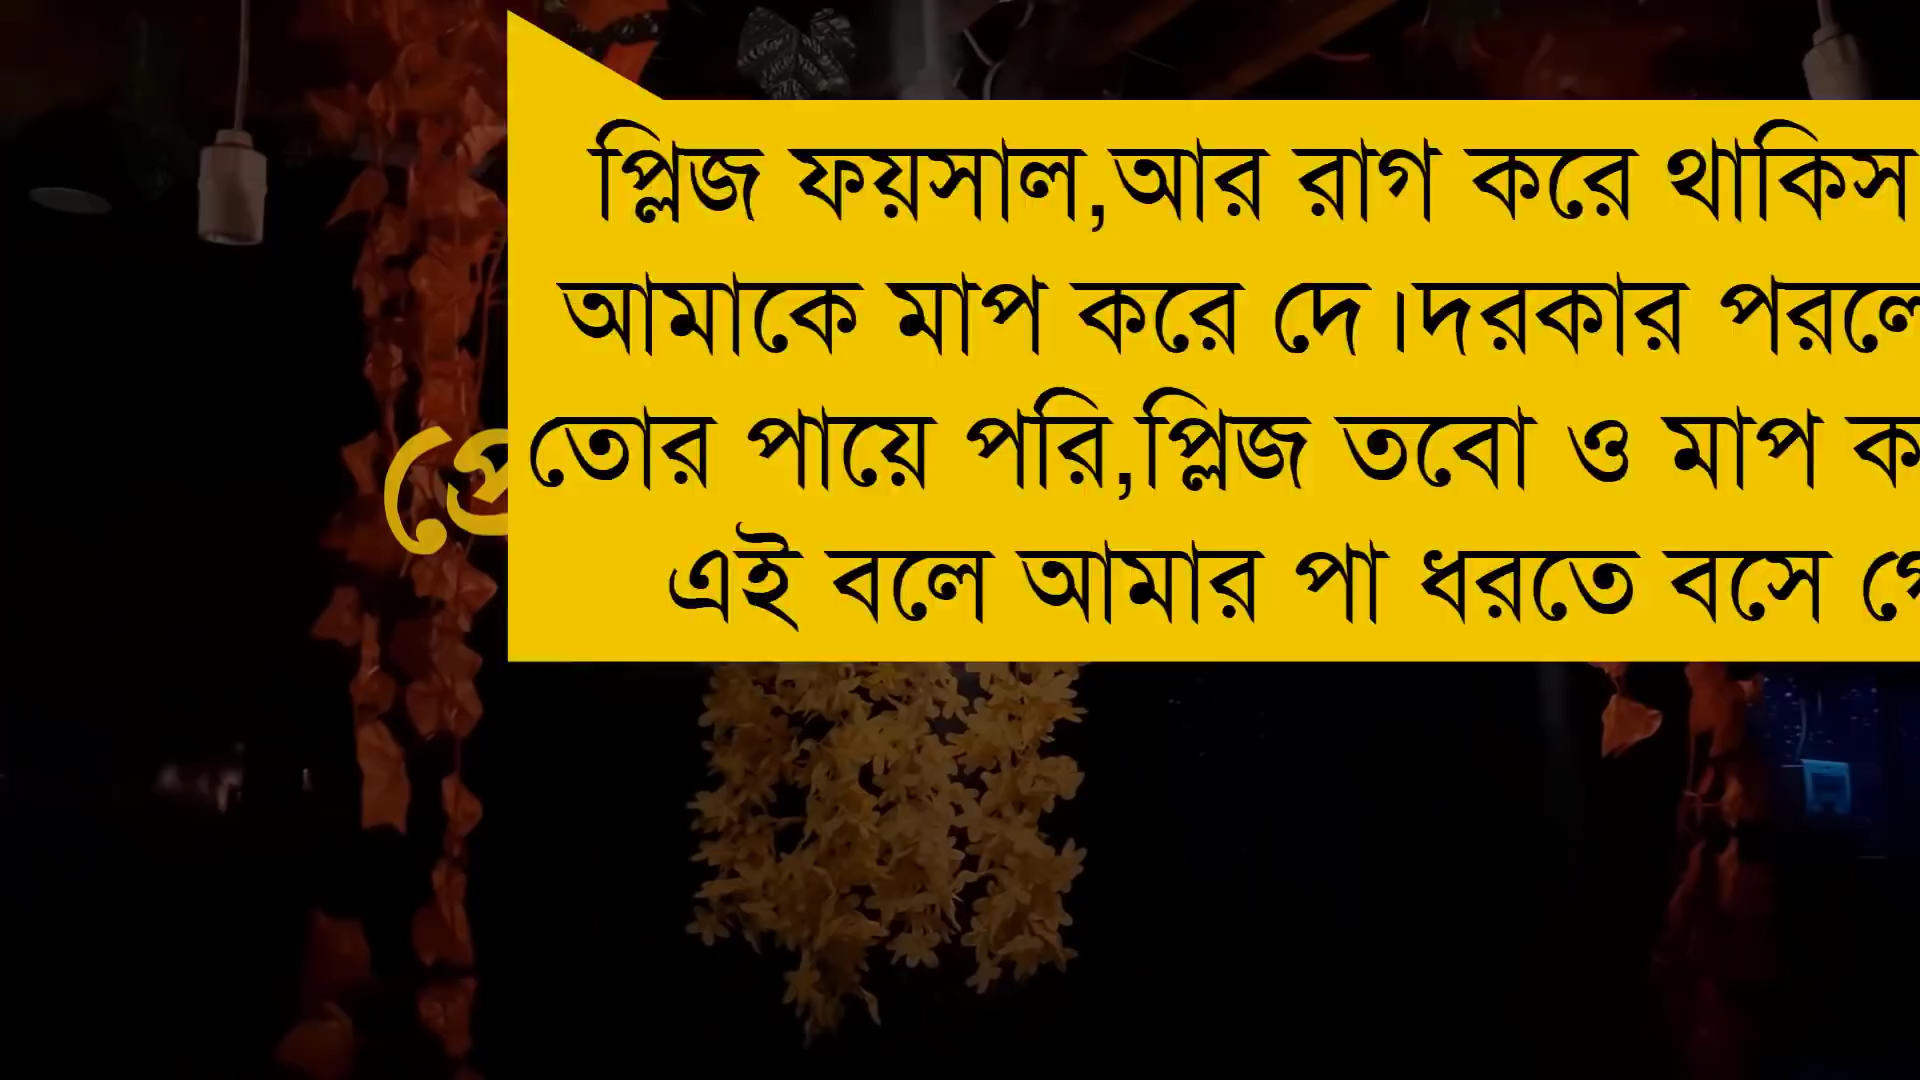 প্লিজ ফয়সাল,আর রাগ করে থাকিস
আমাকে মাপ করে দে।দরকার পরলে
তোর পায়ে পরি,প্লিজ তবো ও মাপ
এই বলে আমার পা ধরতে বসে